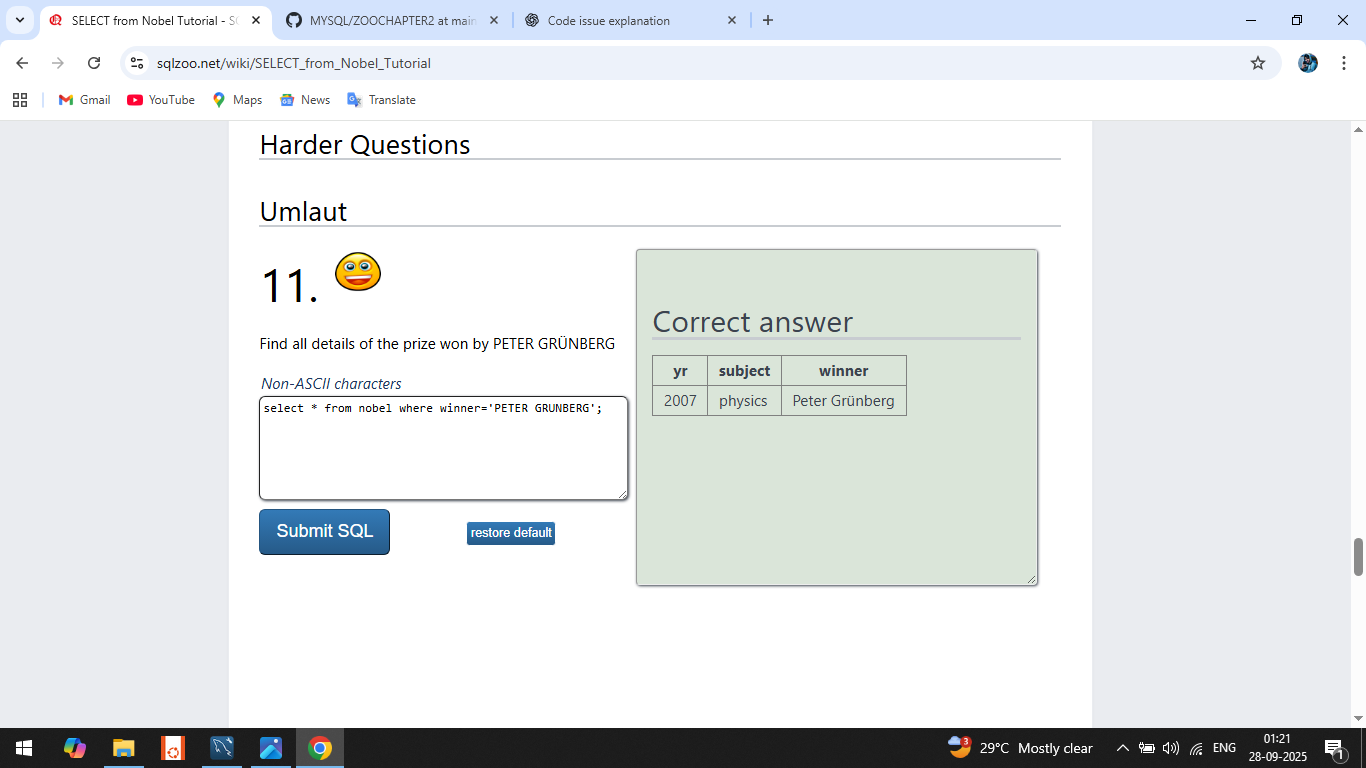 SELECT from Nobel Tutorial - SQ
MYSQL/ZOOCHAPTER2 at main
Code issue explanation
sqlzoo.net/wiki/SELECT_from_Nobel_Tutorial
Gmail
YouTube
Maps
News
Translate
Harder Questions
Umlaut
11.
Find all details of the prize won by PETER GRÜNBERG
Non-ASCII characters
select * from nobel where winner='PETER GRUNBERG';
Submit SQL
restore default
Correct answer
yr subject winner
2007 physics Peter Grünberg
3
29°C Mostly clear
ENG
01:21
28-09-2025
1